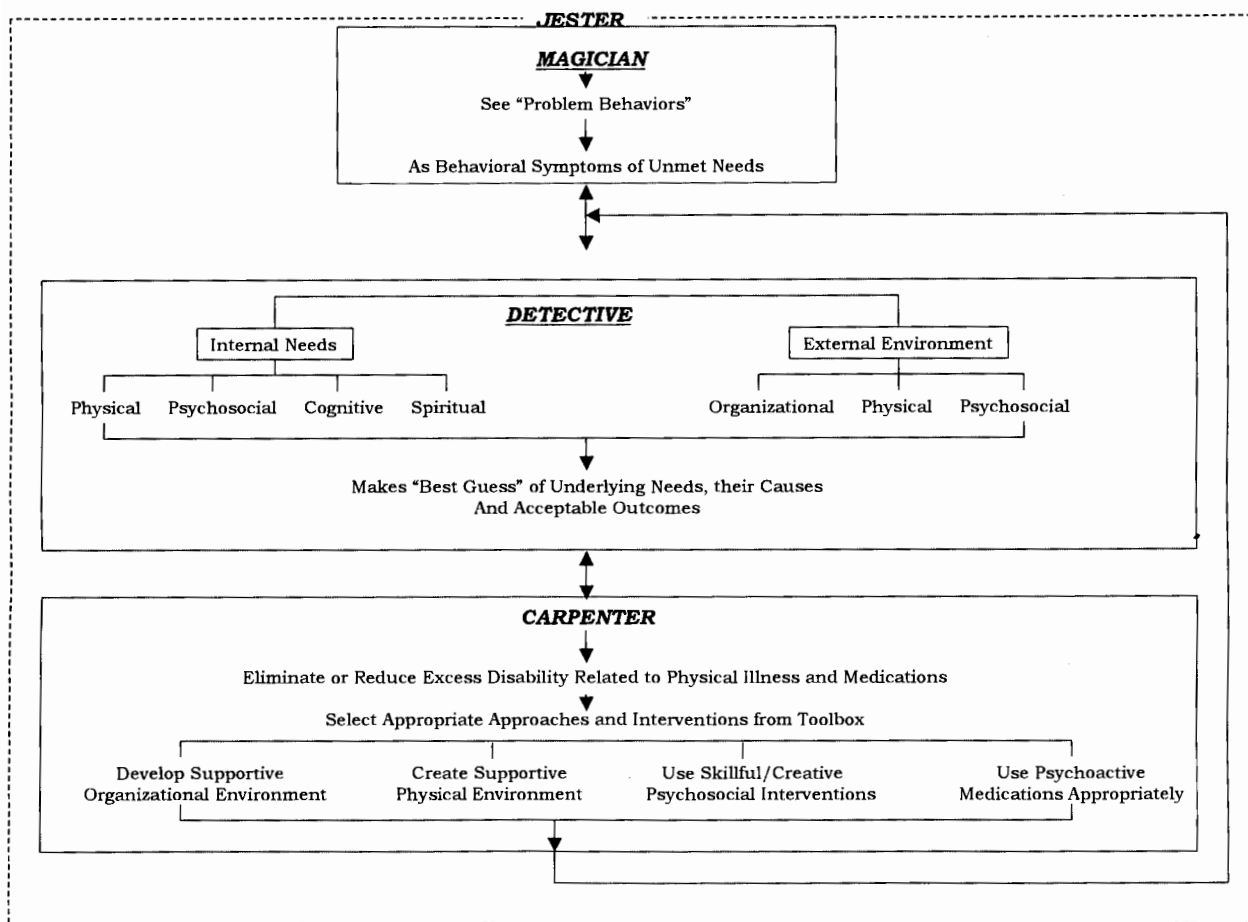 JESTER
MAGICIAN
See “Problem Behaviors”
As Behavioral Symptoms of Unmet Needs
DETECTIVE
Internal Needs
External Environment
Physical Psychosocial Cognitive Spiritual
Organizational Physical Psychosocial
Makes “Best Guess” of Underlying Needs, their Causes
And Acceptable Outcomes
CARPENTER
Eliminate or Reduce Excess Disability Related to Physical Illness and Medications
Select Appropriate Approaches and Interventions from Toolbox
Develop Supportive
Organizational Environment
Create Supportive
Physical Environment
Use Skillful/Creative
Psychosocial Interventions
Use Psychoactive
Medications Appropriately